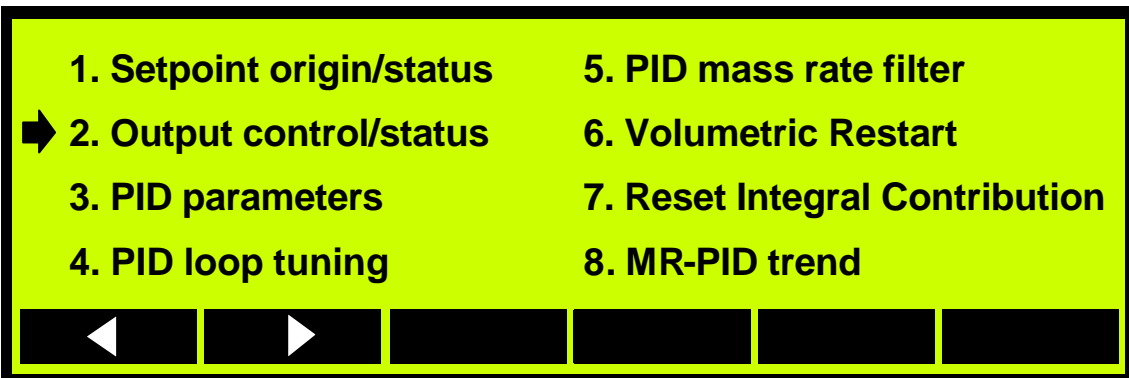 1. Setpoint origin/status
2. Output control/status
3. PID parameters
4. PID loop tuning
5. PID mass rate filter
6. Volumetric Restart
7. Reset Integral Contribution
8. MR-PID trend